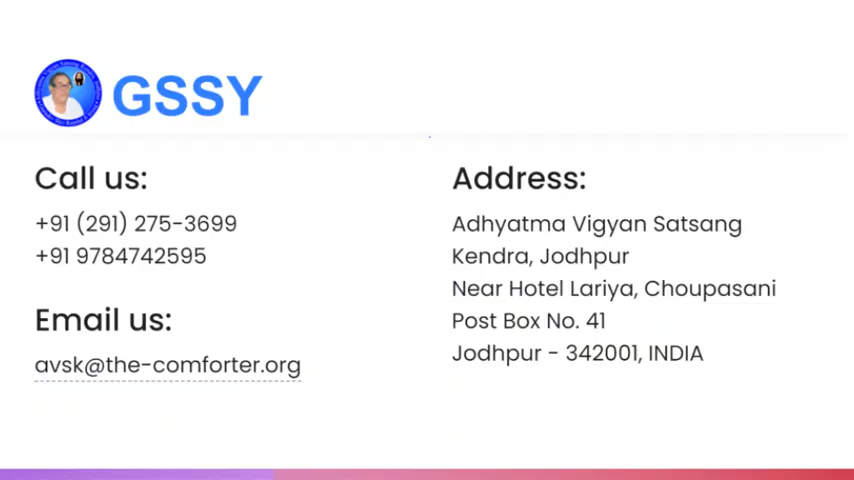 GSSY
Call us:
+91 (291) 275-3699
+91 9784742595
Email us:
avsk@the-comforter.org
Address:
Adhyatma Vigyan Satsang
Kendra, Jodhpur
Near Hotel Lariya, Choupasani
Post Box No. 41
Jodhpur - 342001, INDIA